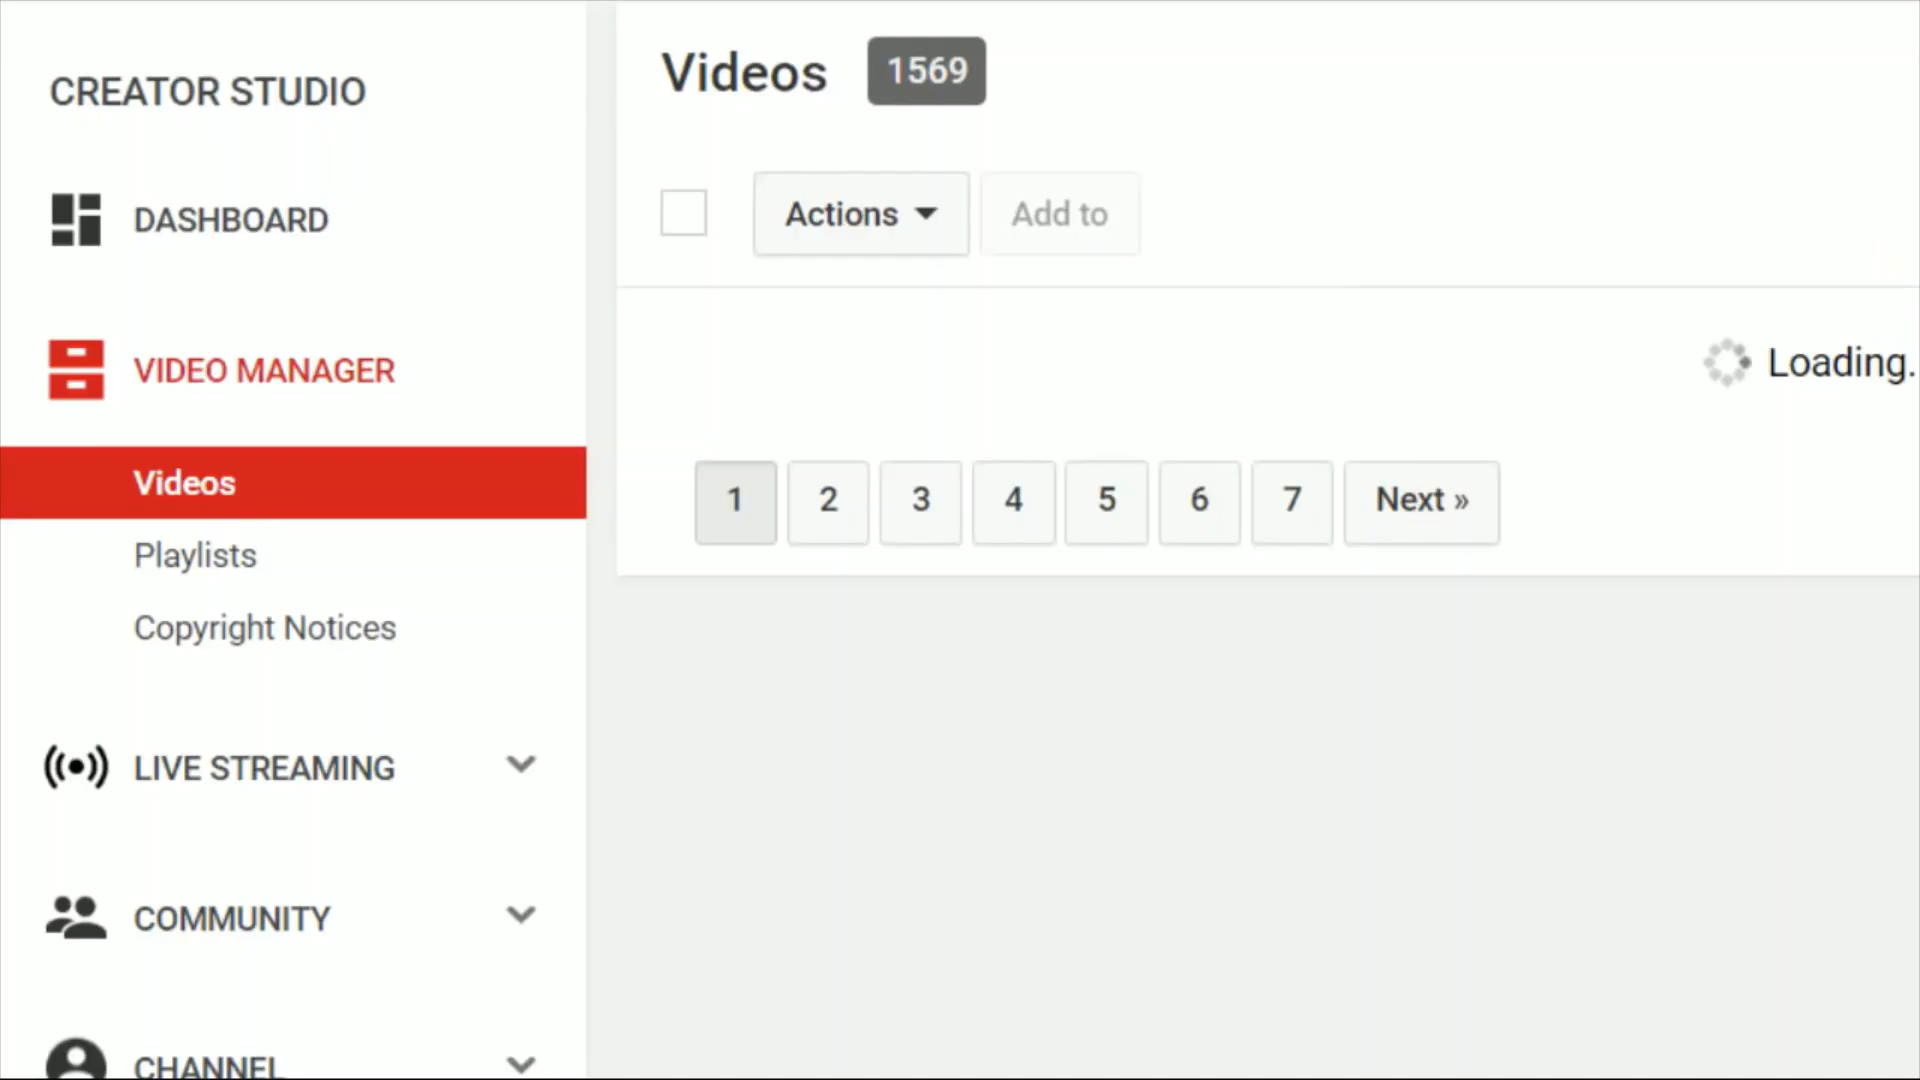 CREATOR STUDIO
DASHBOARD
VIDEO MANAGER
Videos
Playlists
Copyright Notices
LIVE STREAMING
COMMUNITY
CHANNEL
Videos 1569
Actions Add to
Loading.
1 2 3 4 5 6 7 Next »